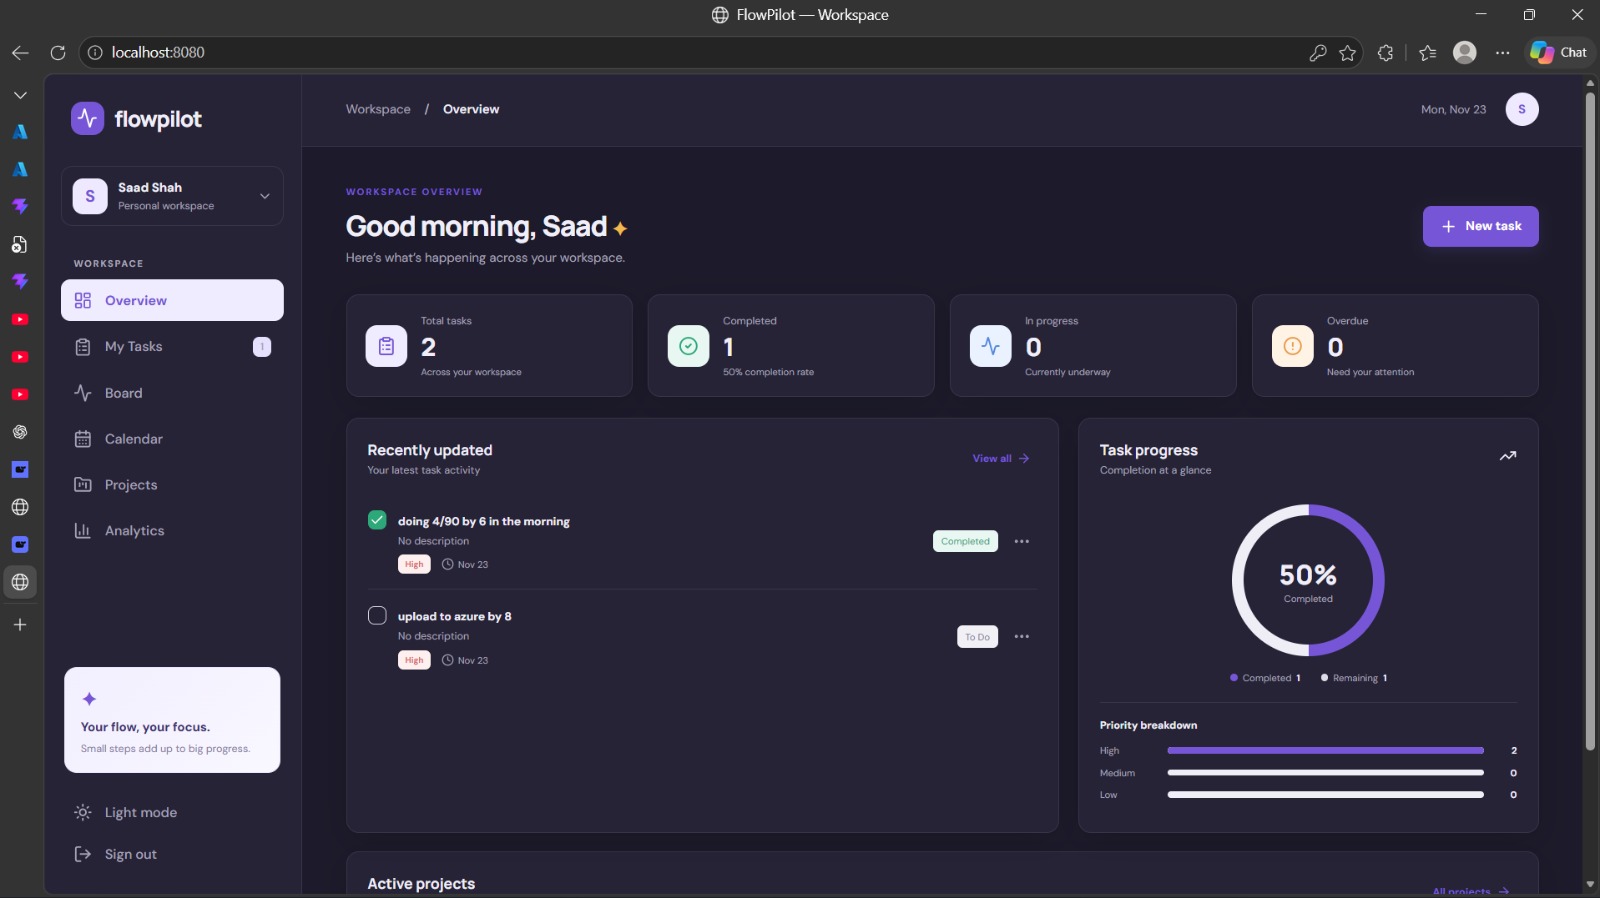 FlowPilot — Workspace
localhost:8080
Chat
flowpilot
S
Saad Shah
Personal workspace
WORKSPACE
Overview
My Tasks
1
Board
Calendar
Projects
Analytics
Your flow, your focus.
Small steps add up to big progress.
Light mode
Sign out
Workspace / Overview
Mon, Nov 23
S
WORKSPACE OVERVIEW
Good morning, Saad
Here's what's happening across your workspace.
+ New task
Total tasks
2
Across your workspace
Completed
1
50% completion rate
In progress
0
Currently underway
Overdue
0
Need your attention
Recently updated
Your latest task activity
View all →
doing 4/90 by 6 in the morning
No description
High
Nov 23
Completed
upload to azure by 8
No description
High
Nov 23
To Do
Task progress
Completion at a glance
50%
Completed
Completed 1
Remaining 1
Priority breakdown
High 2
Medium 0
Low 0
Active projects
All projects →